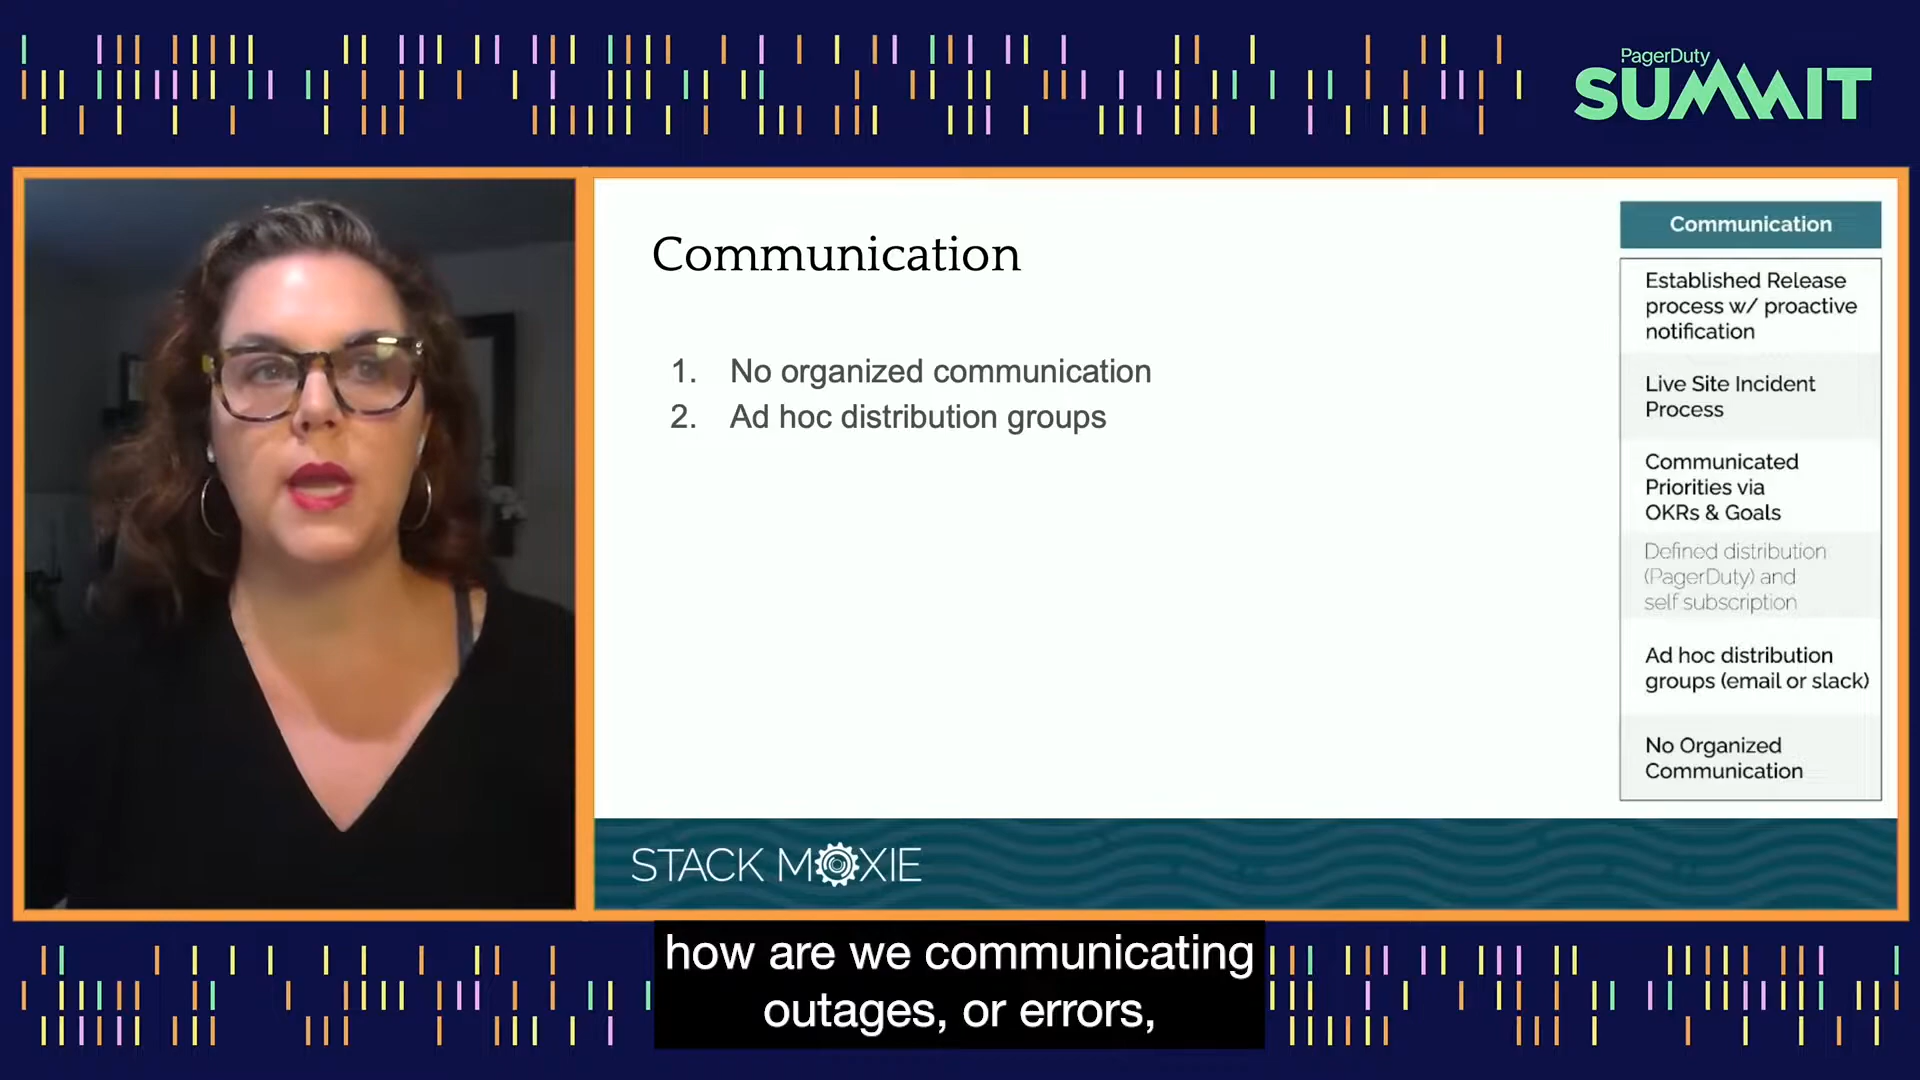 PagerDuty
SUMMIT
Communication
1. No organized communication
2. Ad hoc distribution groups
Communication
Established Release
process w/ proactive
notification
Live Site Incident
Process
Communicated
Priorities via
OKRs & Goals
Defined distribution
(PagerDuty) and
self subscription
Ad hoc distribution
groups (email or slack)
No Organized
Communication
STACK MOXIE
how are we communicating
outages, or errors,